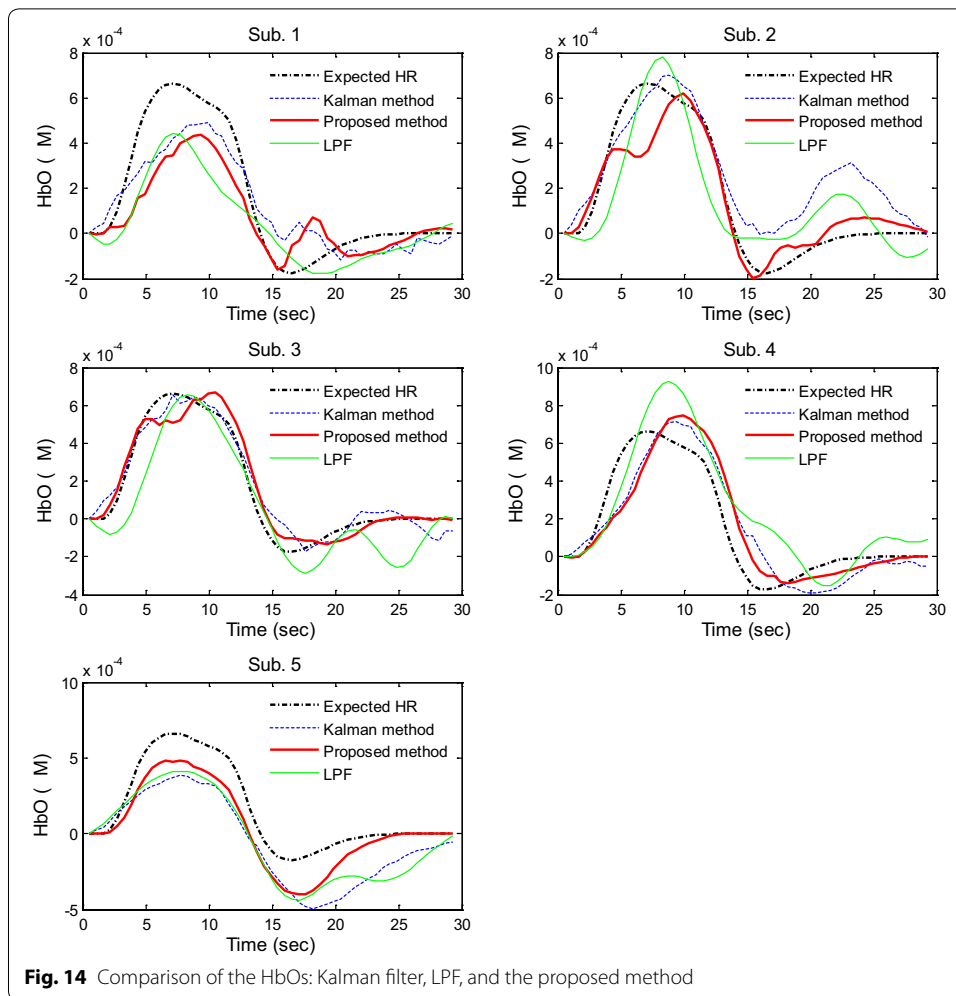 x 10-4
Sub. 1
8
6
4
2
0
-2
0 5 10 15 20 25 30
HbO ( M)
Time (sec)
Expected HR
Kalman method
Proposed method
LPF
x 10-4
Sub. 2
8
6
4
2
0
-2
0 5 10 15 20 25 30
HbO ( M)
Time (sec)
Expected HR
Kalman method
Proposed method
LPF
x 10-4
Sub. 3
8
6
4
2
0
-2
-4
0 5 10 15 20 25 30
HbO ( M)
Time (sec)
Expected HR
Kalman method
Proposed method
LPF
x 10-4
Sub. 4
10
8
6
4
2
0
-2
0 5 10 15 20 25 30
HbO ( M)
Time (sec)
Expected HR
Kalman method
Proposed method
LPF
x 10-4
Sub. 5
10
5
0
-5
0 5 10 15 20 25 30
HbO ( M)
Time (sec)
Expected HR
Kalman method
Proposed method
LPF
Fig. 14 Comparison of the HbOs: Kalman filter, LPF, and the proposed method